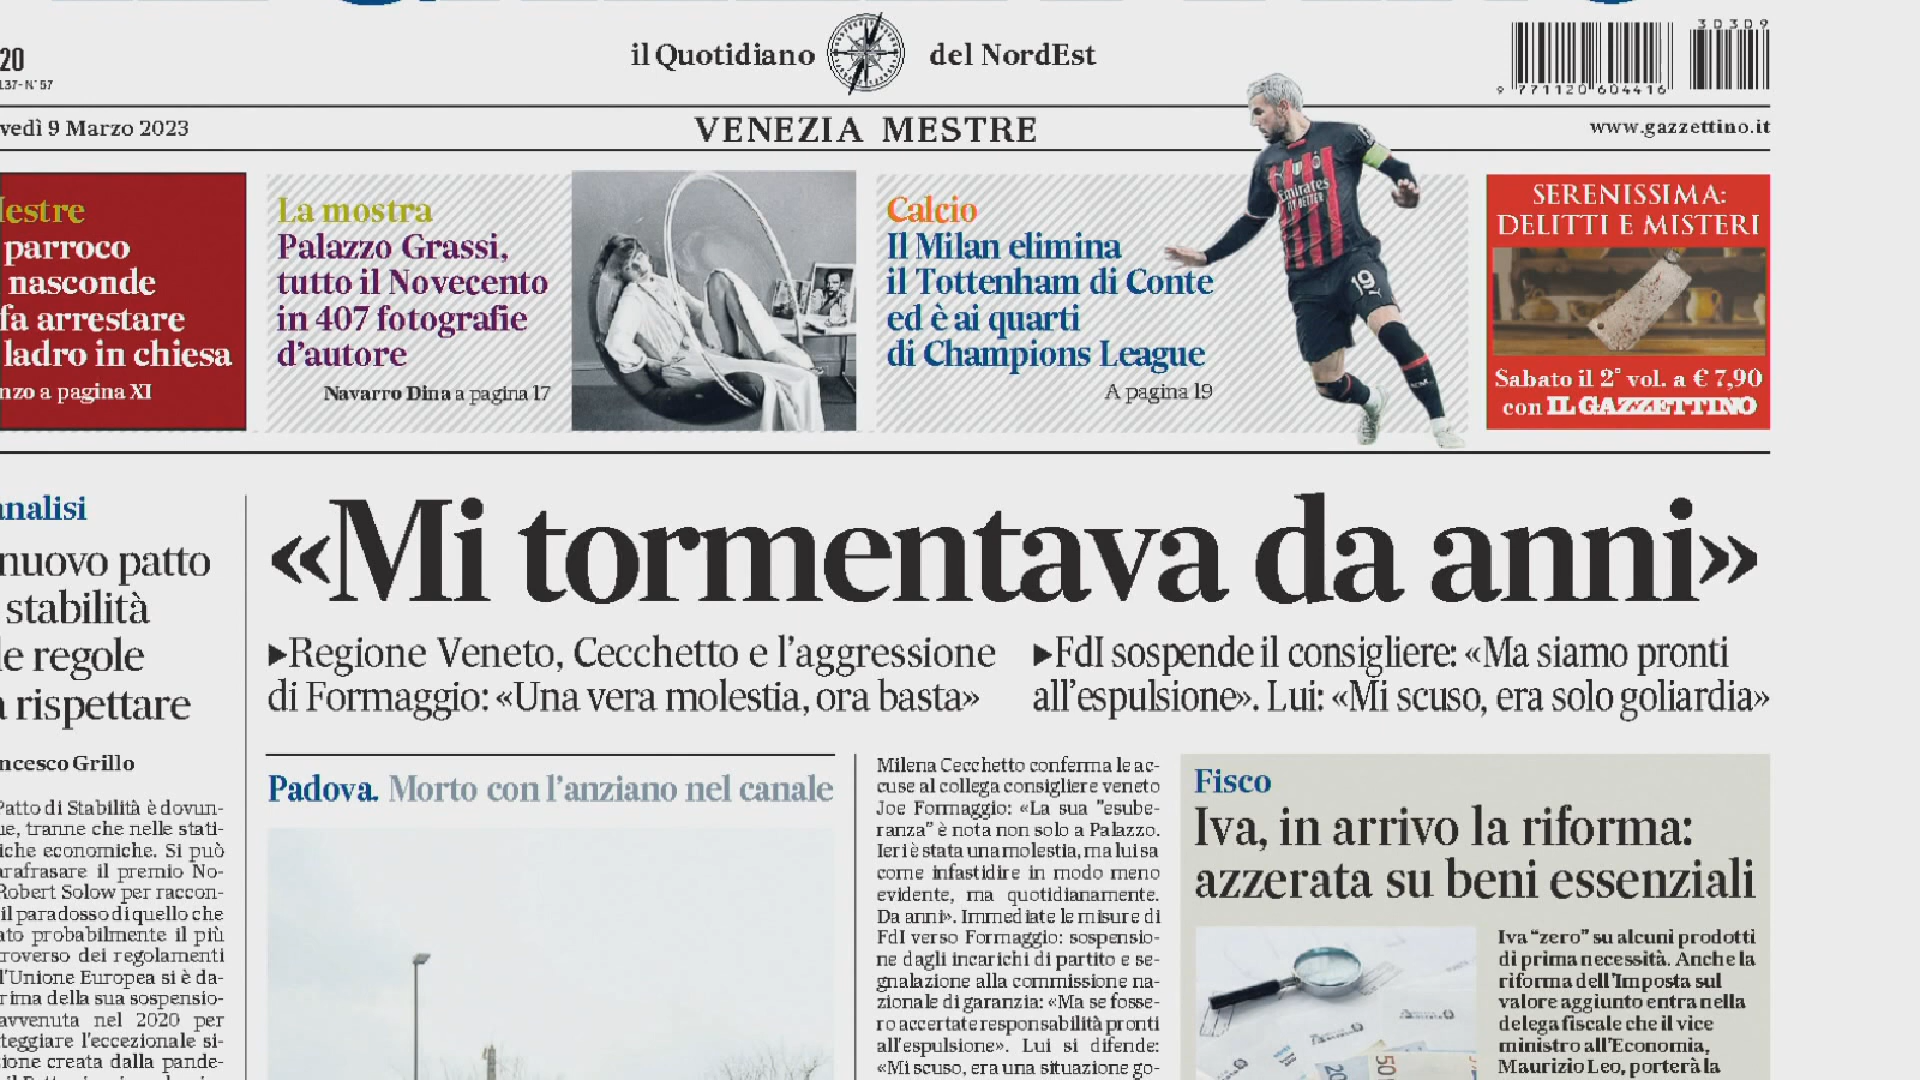 20
il Quotidiano del NordEst
30309
9 771120 604416
9 Marzo 2023
VENEZIA MESTRE
www.gazzettino.it
parroco
nasconde
fa arrestare
ladro in chiesa
a pagina XI
La mostra
Palazzo Grassi,
tutto il Novecento
in 407 fotografie
d'autore
Navarro Dina a pagina 17
Calcio
Il Milan elimina
il Tottenham di Conte
ed è ai quarti
di Champions League
A pagina 19
Emirates
FLY BETTER
19
SERENISSIMA:
DELITTI E MISTERI
Sabato il 2° vol. a € 7,90
con IL GAZZETTINO
nuovo patto
stabilità
regole
rispettare
Grillo
Patto di Stabilità è dovun-
tranne che nelle stati-
economiche. Si può
il premio No-
Robert Solow per raccon-
il paradosso di quello che
probabilmente il più
dei regolamenti
l'Unione Europea si è da-
della sua sospensio-
avvenuta nel 2020 per
l'eccezionale si-
creata dalla pande-
«Mi tormentava da anni»
▶Regione Veneto, Cecchetto e l'aggressione
di Formaggio: «Una vera molestia, ora basta»
▶FdI sospende il consigliere: «Ma siamo pronti
all'espulsione». Lui: «Mi scuso, era solo goliardia»
Padova. Morto con l'anziano nel canale
Milena Cecchetto conferma le ac-
cuse al collega consigliere veneto
Joe Formaggio: «La sua "esube-
ranza" è nota non solo a Palazzo.
Ieri è stata una molestia, ma lui sa
come infastidire in modo meno
evidente, ma quotidianamente.
Da anni». Immediate le misure di
FdI verso Formaggio: sospensio-
ne dagli incarichi di partito e se-
gnalazione alla commissione na-
zionale di garanzia: «Ma se fosse-
ro accertate responsabilità pronti
all'espulsione». Lui si difende:
«Mi scuso, era una situazione go-
Fisco
Iva, in arrivo la riforma:
azzerata su beni essenziali
Iva "zero" su alcuni prodotti
di prima necessità. Anche la
riforma dell'Imposta sul
valore aggiunto entra nella
delega fiscale che il vice
ministro all'Economia,
Maurizio Leo, porterà la
20
50